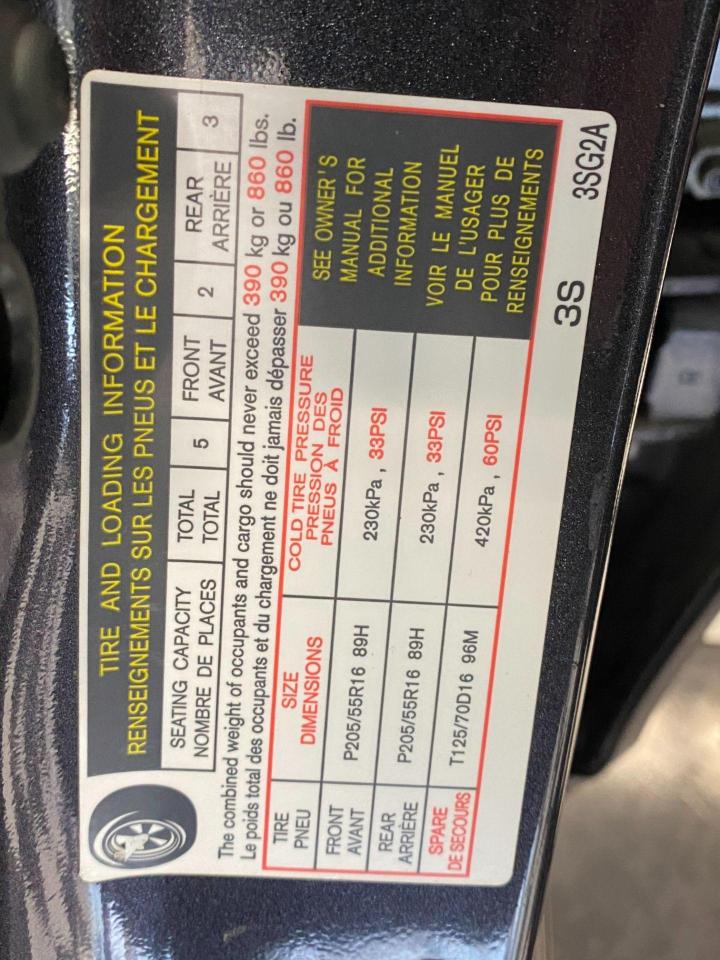 TIRE AND LOADING INFORMATION
RENSEIGNEMENTS SUR LES PNEUS ET LE CHARGEMENT
SEATING CAPACITY TOTAL 5 FRONT 2 REAR 3
NOMBRE DE PLACES TOTAL AVANT ARRIÈRE
The combined weight of occupants and cargo should never exceed 390 kg or 860 lbs.
Le poids total des occupants et du chargement ne doit jamais dépasser 390 kg ou 860 lb.
TIRE SIZE COLD TIRE PRESSURE
PNEU DIMENSIONS PRESSION DES
PNEUS À FROID
FRONT P205/55R16 89H 230kPa , 33PSI
AVANT
REAR P205/55R16 89H 230kPa , 33PSI
ARRIÈRE
SPARE T125/70D16 96M 420kPa , 60PSI
DE SECOURS
SEE OWNER'S
MANUAL FOR
ADDITIONAL
INFORMATION
VOIR LE MANUEL
DE L'USAGER
POUR PLUS DE
RENSEIGNEMENTS
3S 3SG2A